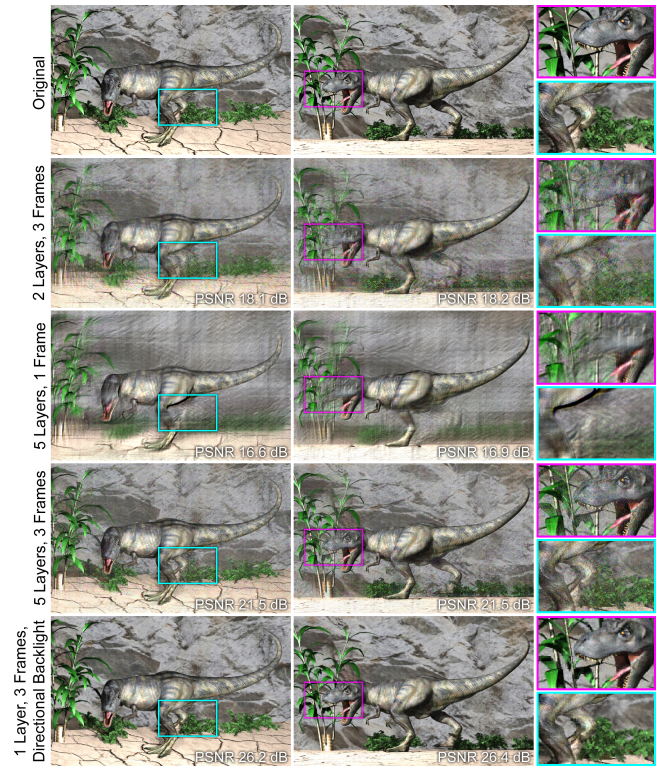 Original
2 Layers, 3 Frames
PSNR 18.1 dB
PSNR 18.2 dB
5 Layers, 1 Frame
PSNR 16.6 dB
PSNR 16.9 dB
5 Layers, 3 Frames
PSNR 21.5 dB
PSNR 21.5 dB
1 Layer, 3 Frames,
Directional Backlight
PSNR 26.2 dB
PSNR 26.4 dB